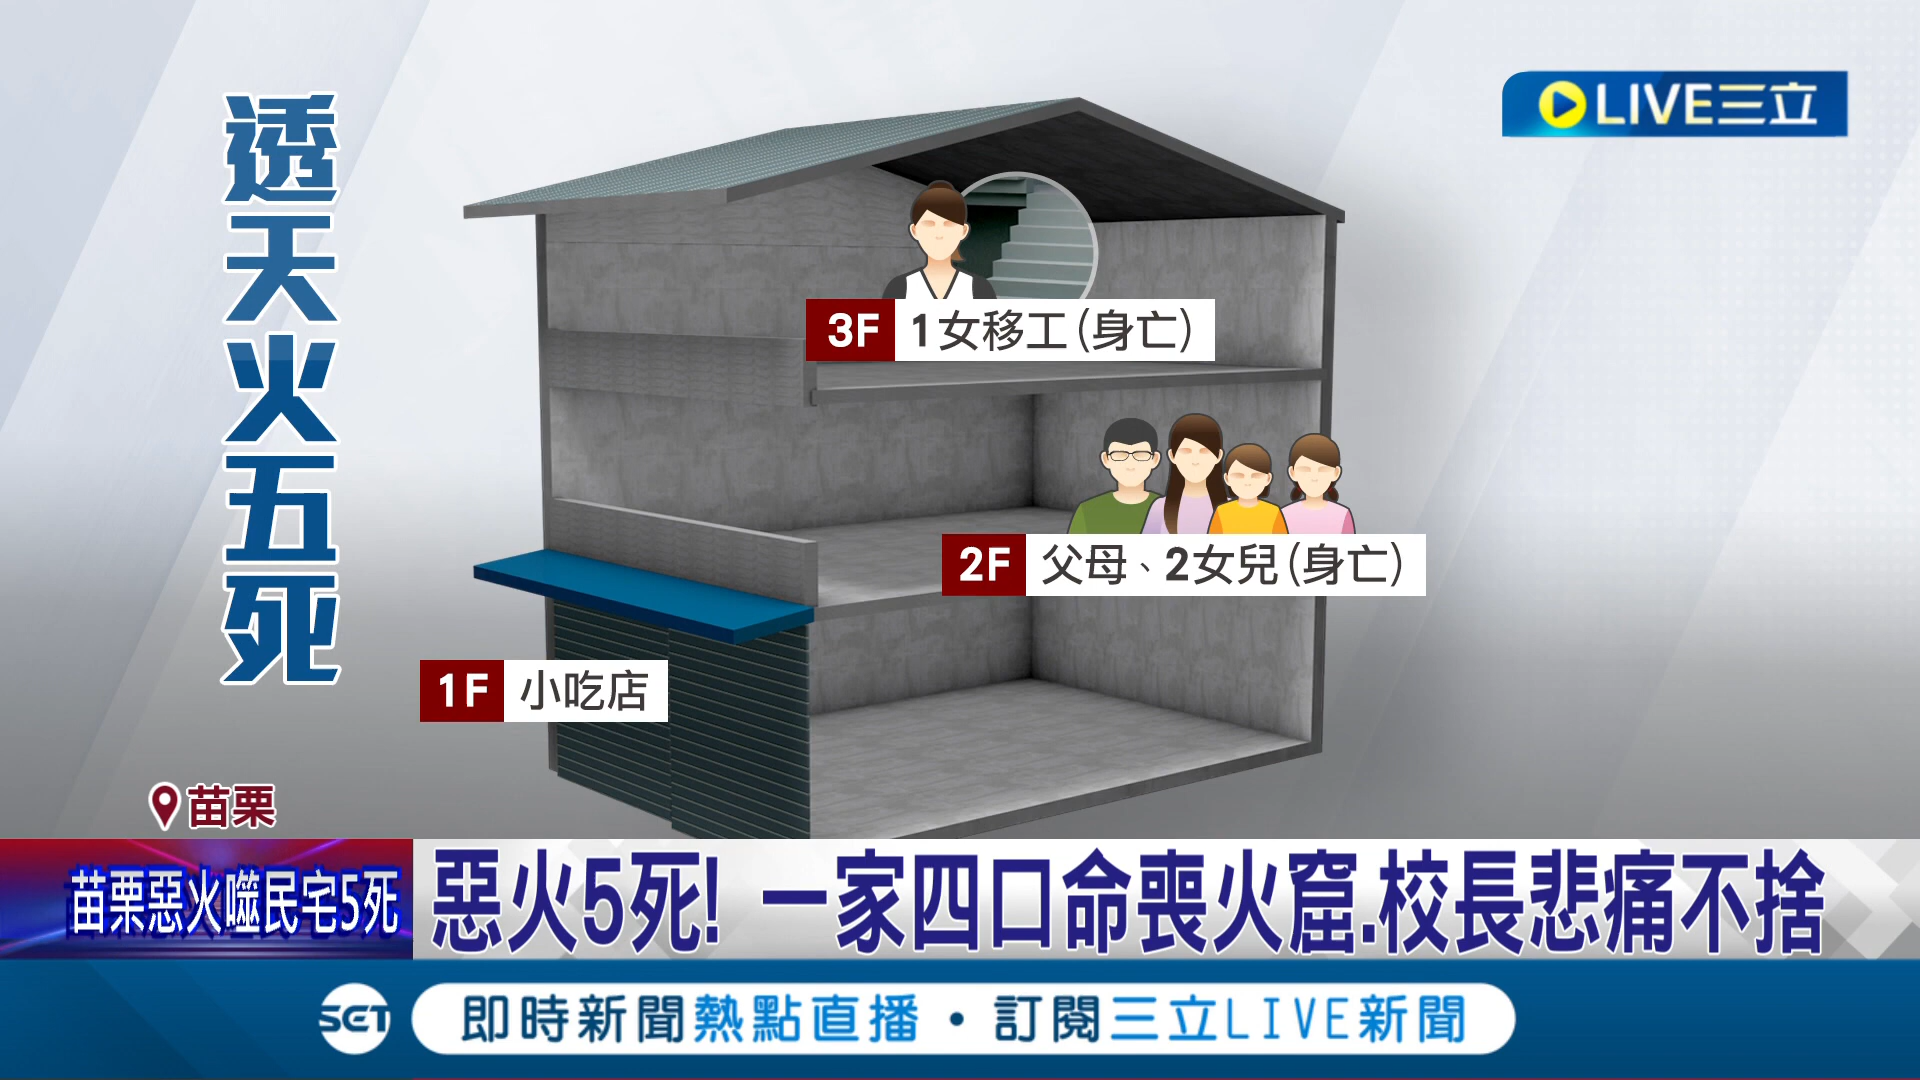 LIVE三立
透天火五死
3F 1女移工(身亡)
2F 父母、2女兒(身亡)
1F 小吃店
苗栗
苗栗惡火噬民宅5死
惡火5死! 一家四口命喪火窟.校長悲痛不捨
SET 即時新聞熱點直播・訂閱三立LIVE新聞